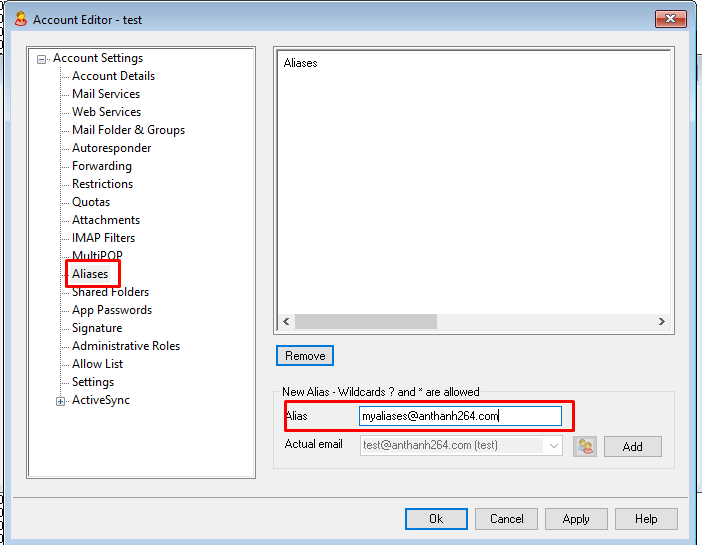 Account Editor - test
Account Settings
Account Details
Mail Services
Web Services
Mail Folder & Groups
Autoresponder
Forwarding
Restrictions
Quotas
Attachments
IMAP Filters
MultiPOP
Aliases
Shared Folders
App Passwords
Signature
Administrative Roles
Allow List
Settings
ActiveSync
Aliases
Remove
New Alias - Wildcards ? and * are allowed
Alias myaliases@anthanh264.com
Actual email test@anthanh264.com (test) Add
Ok Cancel Apply Help